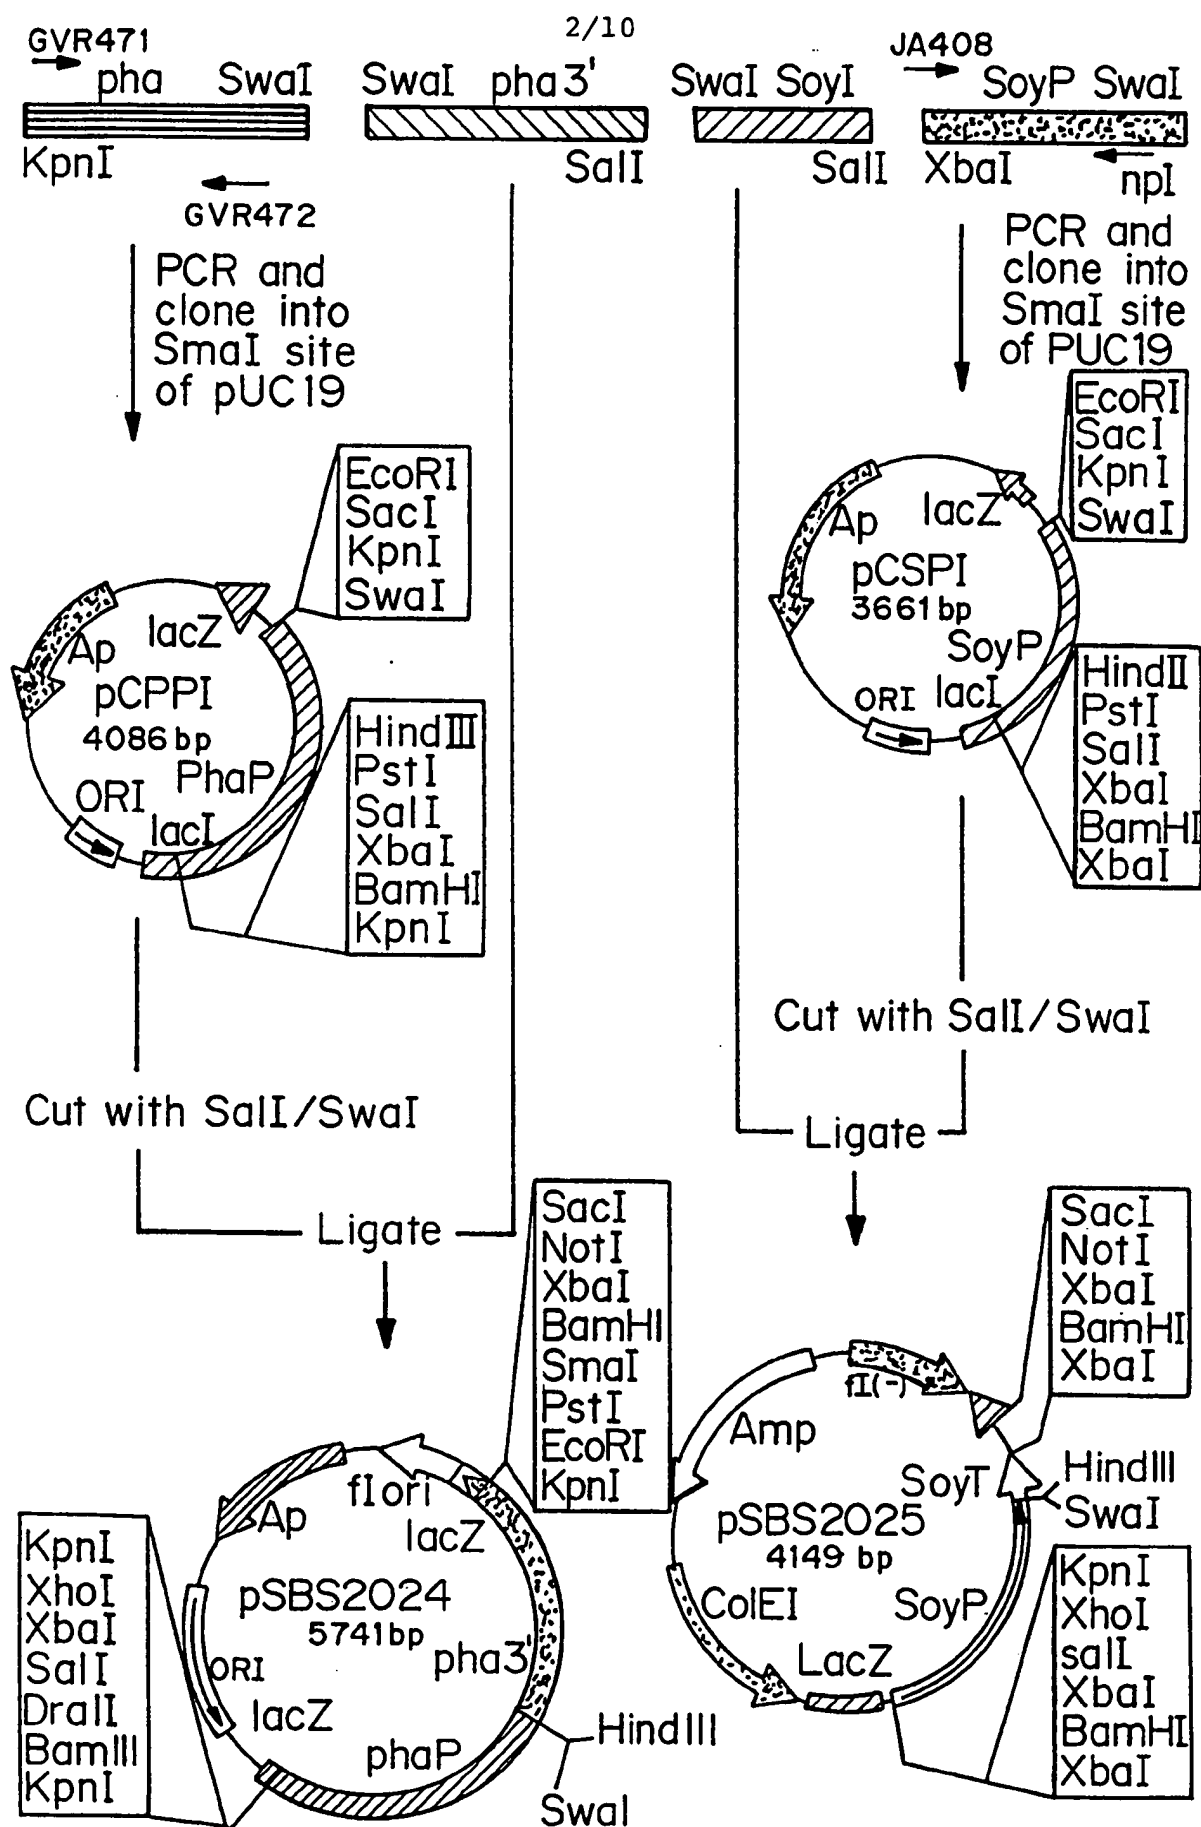 2/10
GVR471
pha SwaI
KpnI
GVR472
SwaI pha3'
SalI
SwaI SoyI
SalI
JA408
SoyP SwaI
XbaI
npI
PCR and
clone into
SmaI site
of pUC19
PCR and
clone into
SmaI site
of PUC19
EcoRI
SacI
KpnI
SwaI
Ap
lacZ
pCPPI
4086 bp
PhaP
ORI
lacI
HindIII
PstI
SalI
XbaI
BamHI
KpnI
EcoRI
SacI
KpnI
SwaI
Ap
lacZ
pCSPI
3661 bp
SoyP
ORI
lacI
HindII
PstI
SalI
XbaI
BamHI
XbaI
Cut with SalI/SwaI
Cut with SalI/SwaI
Ligate
Ligate
SacI
NotI
XbaI
BamHI
SmaI
PstI
EcoRI
KpnI
Ap
fIori
lacZ
pSBS2024
5741bp
pha3'
ORI
lacZ
phaP
HindIII
SwaI
KpnI
XhoI
XbaI
SalI
DraII
BamIII
KpnI
SacI
NotI
XbaI
BamHI
XbaI
fI(-)
Amp
SoyT
HindIII
SwaI
pSBS2025
4149 bp
ColEI
SoyP
LacZ
KpnI
XhoI
salI
XbaI
BamHI
XbaI